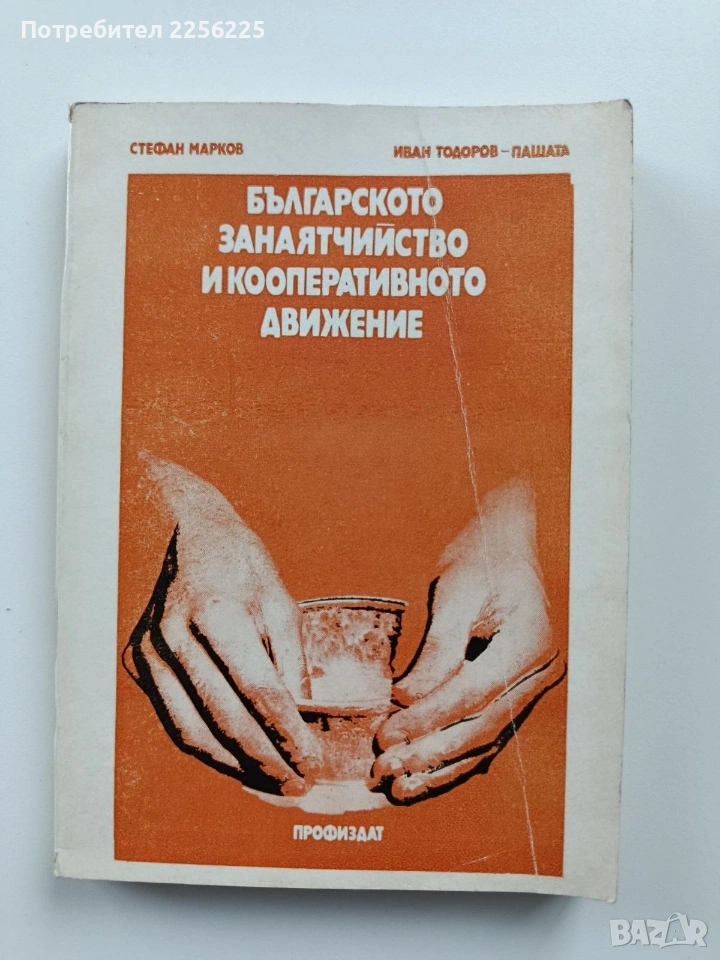 Потребител 2256225
СТЕФАН МАРКОВ
ИВАН ТОДОРОВ – ПАШАТА
БЪЛГАРСКОТО
ЗАНАЯТЧИЙСТВО
И КООПЕРАТИВНОТО
ДВИЖЕНИЕ
ПРОФИЗДАТ
BAZAR